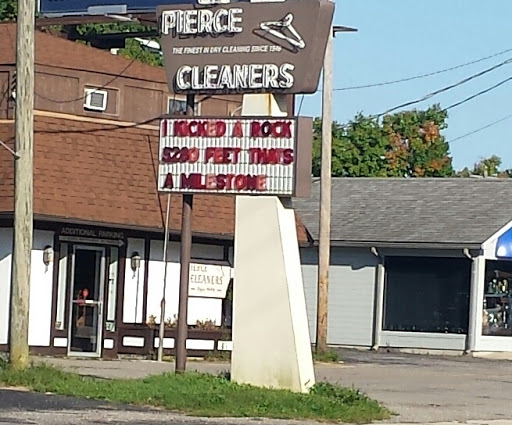 PIERCE
THE FINEST IN DRY CLEANING SINCE 1946
CLEANERS
I KICKED A ROCK
5280 FEET THATS
A MILESTONE
ADDITIONAL PARKING
CLEANERS